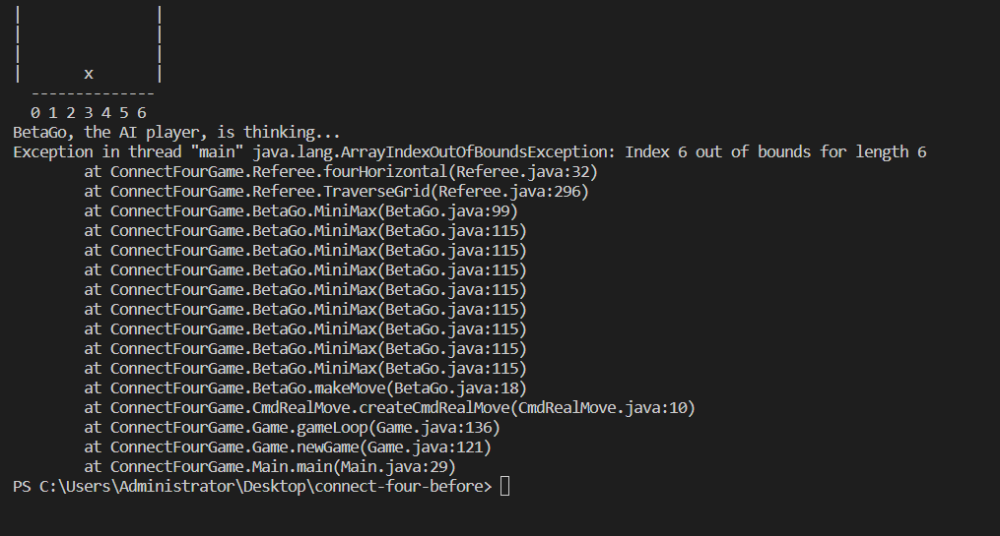 |               |
|               |
|               |
|       x       |
  --------------
  0 1 2 3 4 5 6
BetaGo, the AI player, is thinking...
Exception in thread "main" java.lang.ArrayIndexOutOfBoundsException: Index 6 out of bounds for length 6
        at ConnectFourGame.Referee.fourHorizontal(Referee.java:32)
        at ConnectFourGame.Referee.TraverseGrid(Referee.java:296)
        at ConnectFourGame.BetaGo.MiniMax(BetaGo.java:99)
        at ConnectFourGame.BetaGo.MiniMax(BetaGo.java:115)
        at ConnectFourGame.BetaGo.MiniMax(BetaGo.java:115)
        at ConnectFourGame.BetaGo.MiniMax(BetaGo.java:115)
        at ConnectFourGame.BetaGo.MiniMax(BetaGo.java:115)
        at ConnectFourGame.BetaGo.MiniMax(BetaGo.java:115)
        at ConnectFourGame.BetaGo.MiniMax(BetaGo.java:115)
        at ConnectFourGame.BetaGo.MiniMax(BetaGo.java:115)
        at ConnectFourGame.BetaGo.MiniMax(BetaGo.java:115)
        at ConnectFourGame.BetaGo.makeMove(BetaGo.java:18)
        at ConnectFourGame.CmdRealMove.createCmdRealMove(CmdRealMove.java:10)
        at ConnectFourGame.Game.gameLoop(Game.java:136)
        at ConnectFourGame.Game.newGame(Game.java:121)
        at ConnectFourGame.Main.main(Main.java:29)
PS C:\Users\Administrator\Desktop\connect-four-before>